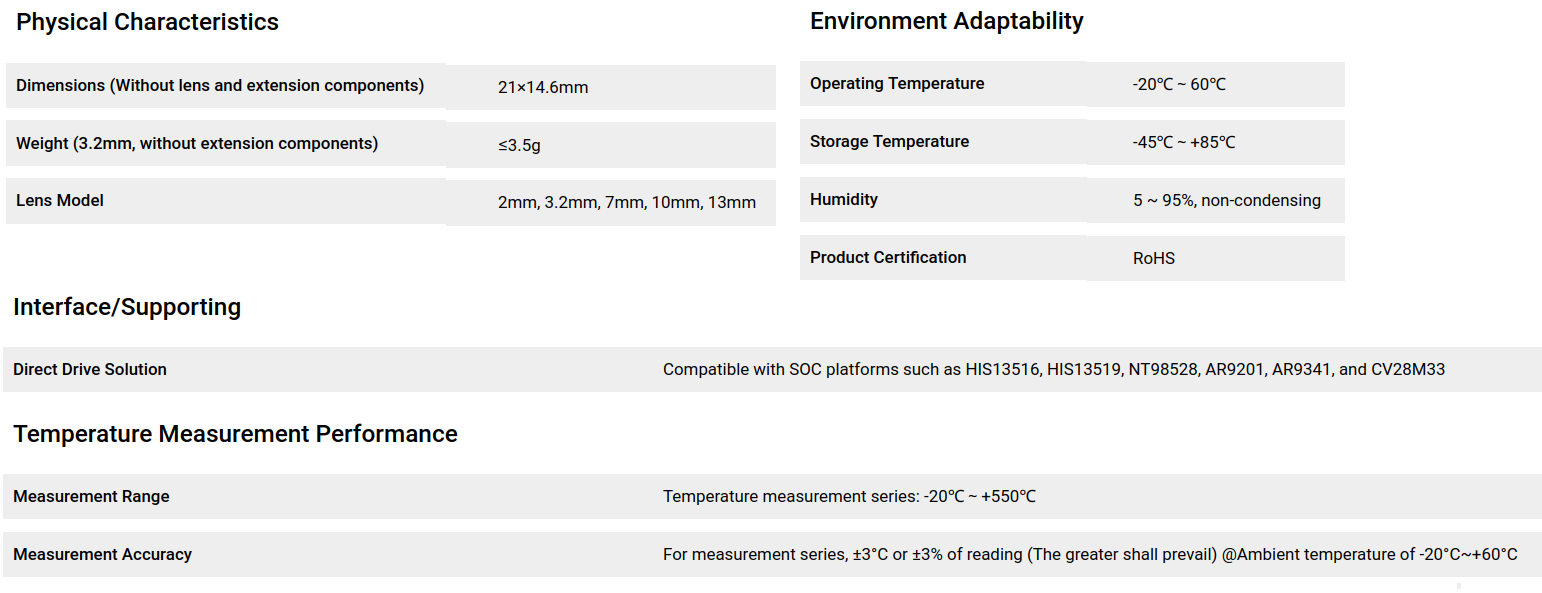 Physical Characteristics
Dimensions (Without lens and extension components) 21×14.6mm
Weight (3.2mm, without extension components) ≤3.5g
Lens Model 2mm, 3.2mm, 7mm, 10mm, 13mm
Environment Adaptability
Operating Temperature -20℃ ~ 60℃
Storage Temperature -45℃ ~ +85℃
Humidity 5 ~ 95%, non-condensing
Product Certification RoHS
Interface/Supporting
Direct Drive Solution Compatible with SOC platforms such as HIS13516, HIS13519, NT98528, AR9201, AR9341, and CV28M33
Temperature Measurement Performance
Measurement Range Temperature measurement series: -20℃ ~ +550℃
Measurement Accuracy For measurement series, ±3°C or ±3% of reading (The greater shall prevail) @Ambient temperature of -20°C~+60°C